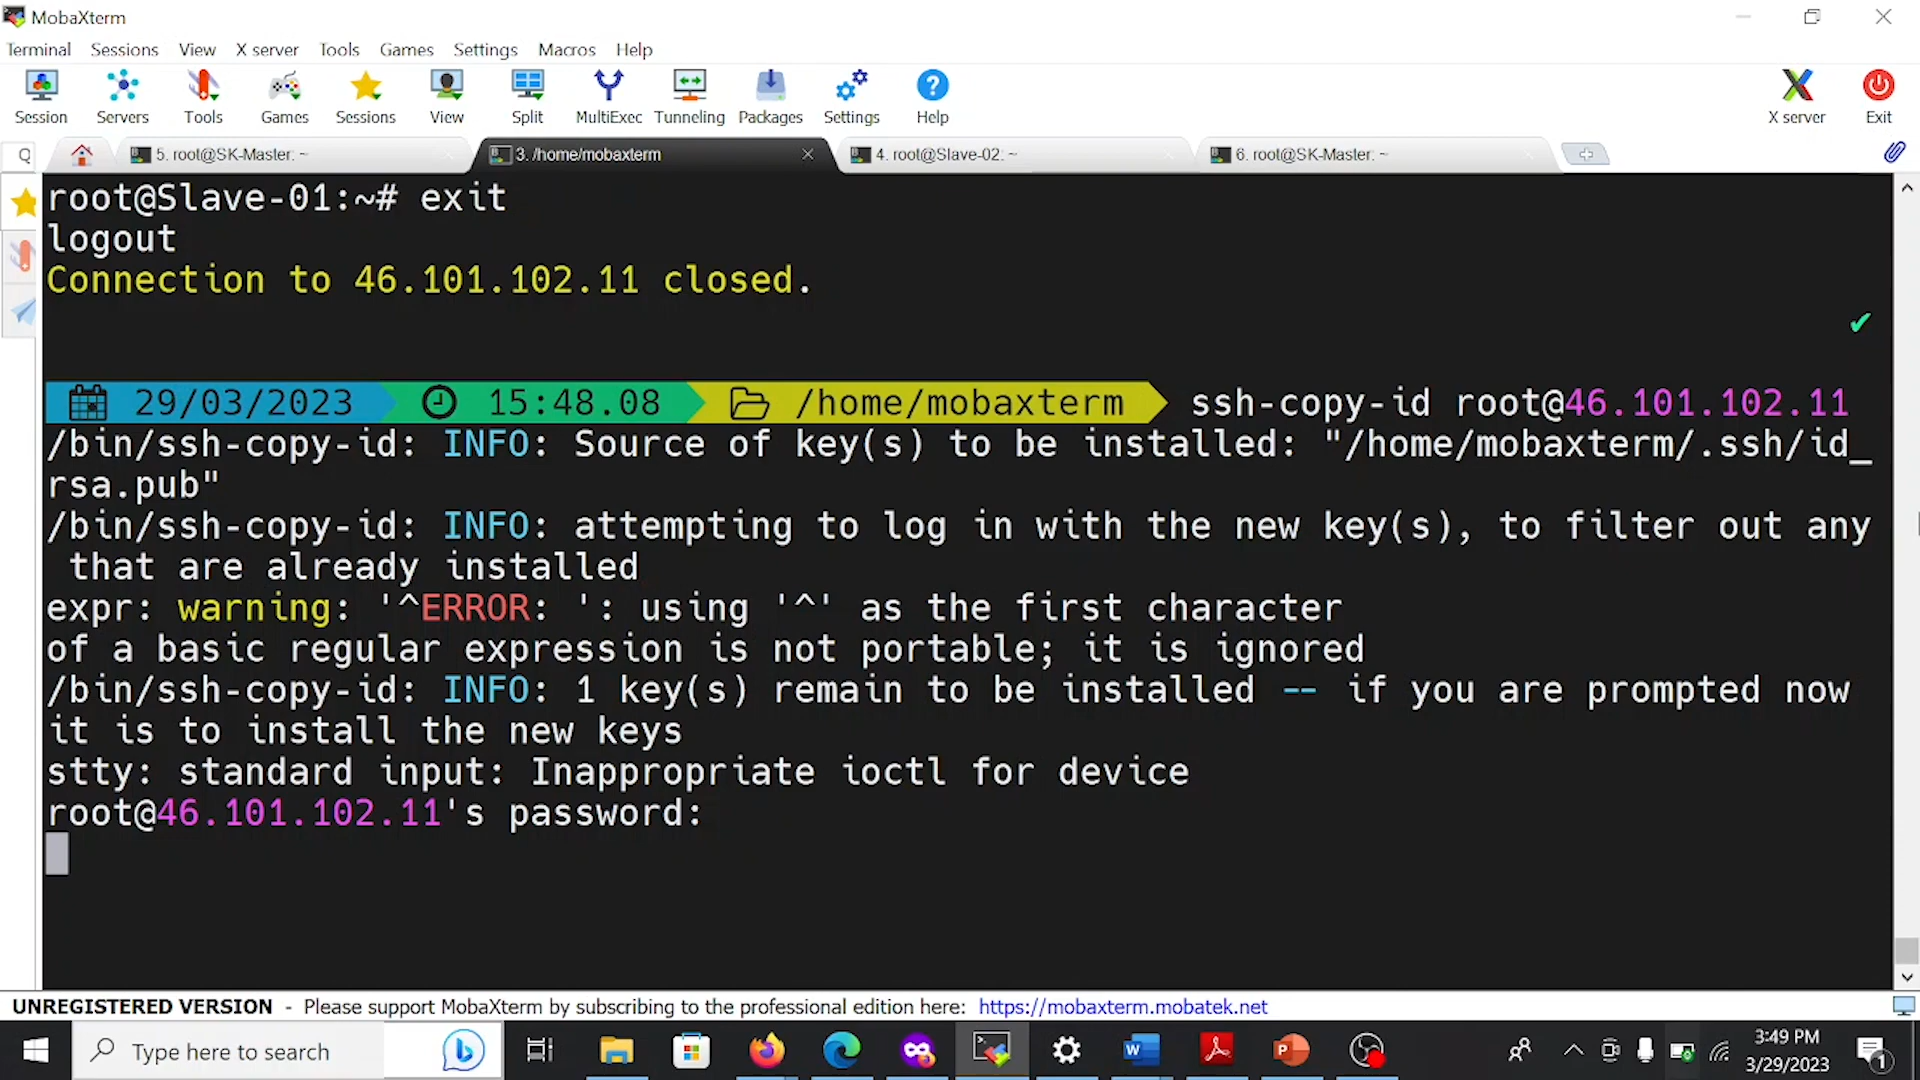 MobaXterm
Terminal Sessions View X server Tools Games Settings Macros Help
Session Servers Tools Games Sessions View Split MultiExec Tunneling Packages Settings Help X server Exit
5. root@SK-Master: ~ 3. /home/mobaxterm 4. root@Slave-02: ~ 6. root@SK-Master: ~
root@Slave-01:~# exit
logout
Connection to 46.101.102.11 closed.
29/03/2023 15:48.08 /home/mobaxterm ssh-copy-id root@46.101.102.11
/bin/ssh-copy-id: INFO: Source of key(s) to be installed: "/home/mobaxterm/.ssh/id_
rsa.pub"
/bin/ssh-copy-id: INFO: attempting to log in with the new key(s), to filter out any
that are already installed
expr: warning: '^ERROR: ': using '^' as the first character
of a basic regular expression is not portable; it is ignored
/bin/ssh-copy-id: INFO: 1 key(s) remain to be installed -- if you are prompted now
it is to install the new keys
stty: standard input: Inappropriate ioctl for device
root@46.101.102.11's password:
UNREGISTERED VERSION - Please support MobaXterm by subscribing to the professional edition here: https://mobaxterm.mobatek.net
Type here to search
3:49 PM
3/29/2023
1